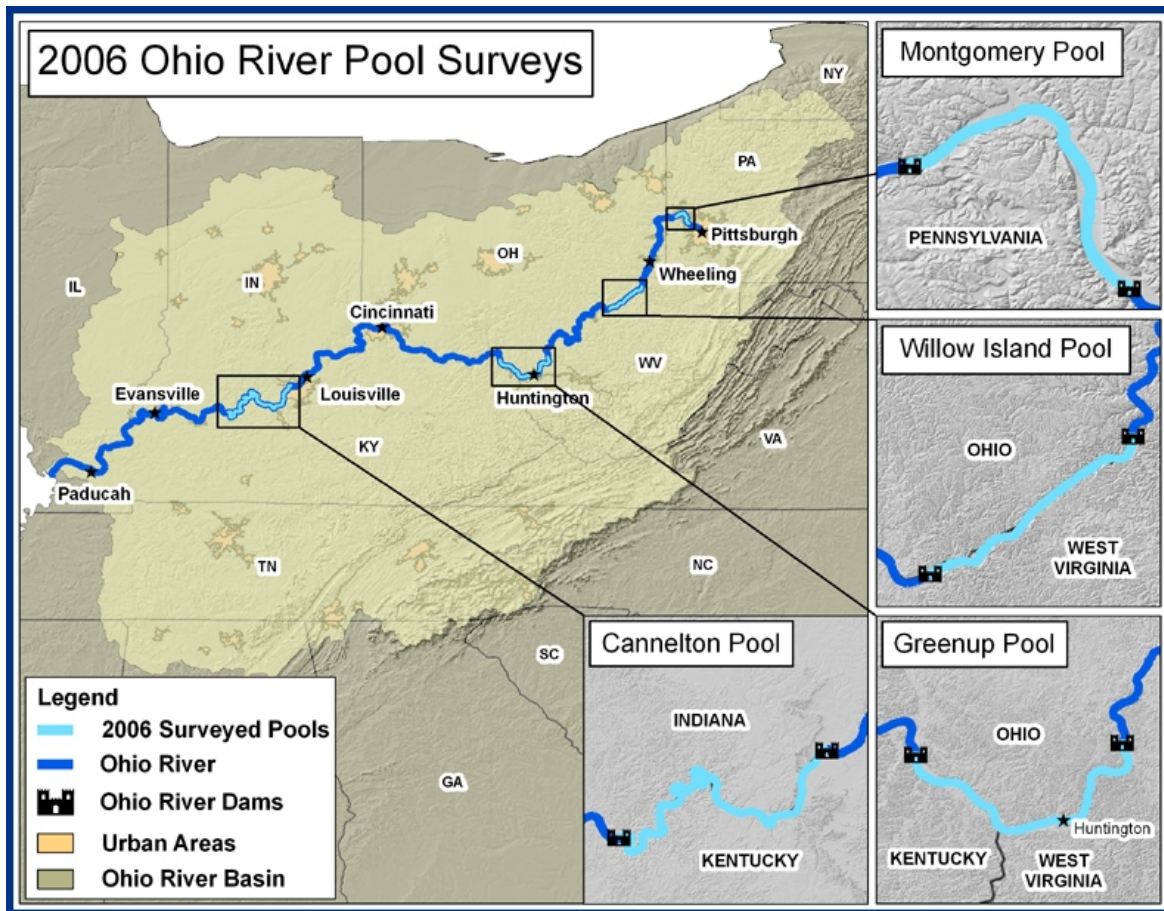 2006 Ohio River Pool Surveys
NY
PA
Pittsburgh
OH
Wheeling
IL
IN
Cincinnati
WV
Evansville
Louisville
Huntington
KY
VA
Paducah
TN
NC
SC
GA
Legend
2006 Surveyed Pools
Ohio River
Ohio River Dams
Urban Areas
Ohio River Basin
Montgomery Pool
PENNSYLVANIA
Willow Island Pool
OHIO
WEST
VIRGINIA
Cannelton Pool
INDIANA
KENTUCKY
Greenup Pool
OHIO
Huntington
KENTUCKY
WEST
VIRGINIA